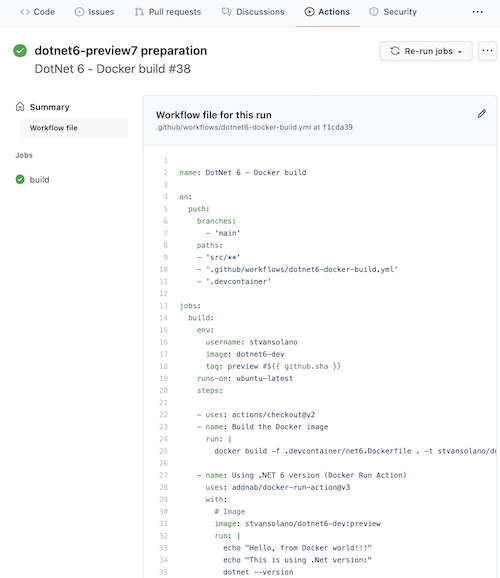 Code Issues Pull requests Discussions Actions Security ...
dotnet6-preview7 preparation
DotNet 6 - Docker build #38
Re-run jobs
...
Summary
Workflow file
Jobs
build
Workflow file for this run
.github/workflows/dotnet6-docker-build.yml at f1cda39
1
2 name: DotNet 6 - Docker build
3
4 on:
5 push:
6 branches:
7 - 'main'
8 paths:
9 - 'src/**'
10 - '.github/workflows/dotnet6-docker-build.yml'
11 - '.devcontainer'
12
13 jobs:
14 build:
15 env:
16 username: stvansolano
17 image: dotnet6-dev
18 tag: preview #${{ github.sha }}
19 runs-on: ubuntu-latest
20 steps:
21
22 - uses: actions/checkout@v2
23 - name: Build the Docker image
24 run: |
25 docker build -f .devcontainer/net6.Dockerfile . -t stvansolano/do
26
27 - name: Using .NET 6 version (Docker Run Action)
28 uses: addnab/docker-run-action@v3
29 with:
30 # Image
31 image: stvansolano/dotnet6-dev:preview
32 run: |
33 echo "Hello, from Docker world!!!"
34 echo "This is using .Net version:"
35 dotnet --version